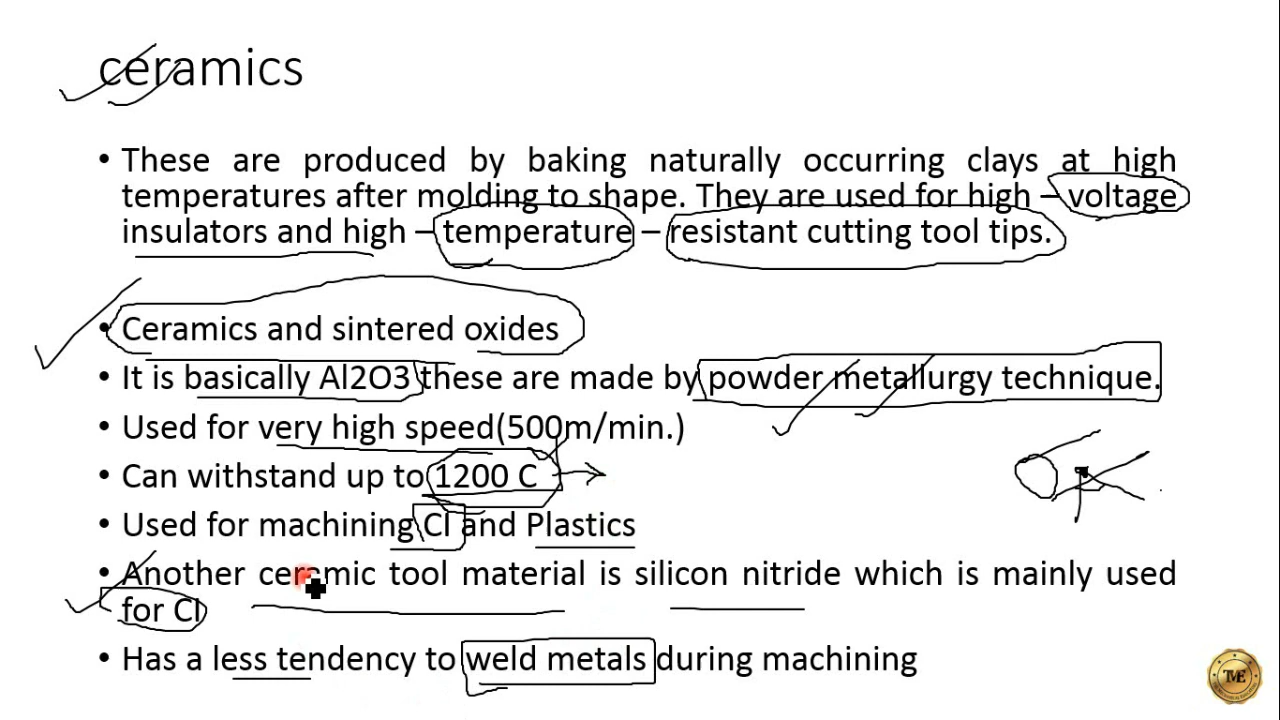 ceramics
• These are produced by baking naturally occurring clays at high
temperatures after molding to shape. They are used for high – voltage
insulators and high – temperature – resistant cutting tool tips.
• Ceramics and sintered oxides
• It is basically Al2O3 these are made by powder metallurgy technique.
• Used for very high speed(500m/min.)
• Can withstand up to 1200 C
• Used for machining CI and Plastics
• Another ceramic tool material is silicon nitride which is mainly used
for CI
• Has a less tendency to weld metals during machining
TME